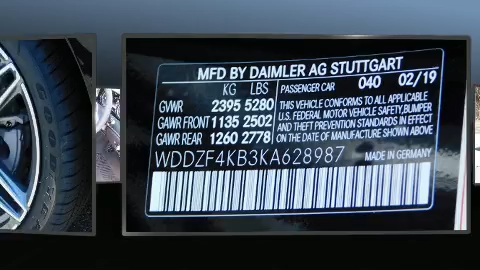 MFD BY DAIMLER AG STUTTGART
KG LBS
GVWR 2395 5280
GAWR FRONT 1135 2502
GAWR REAR 1260 2778
PASSENGER CAR 040 02/19
THIS VEHICLE CONFORMS TO ALL APPLICABLE
U.S. FEDERAL MOTOR VEHICLE SAFETY, BUMPER
AND THEFT PREVENTION STANDARDS IN EFFECT
ON THE DATE OF MANUFACTURE SHOWN ABOVE
WDDZF4KB3KA628987 MADE IN GERMANY